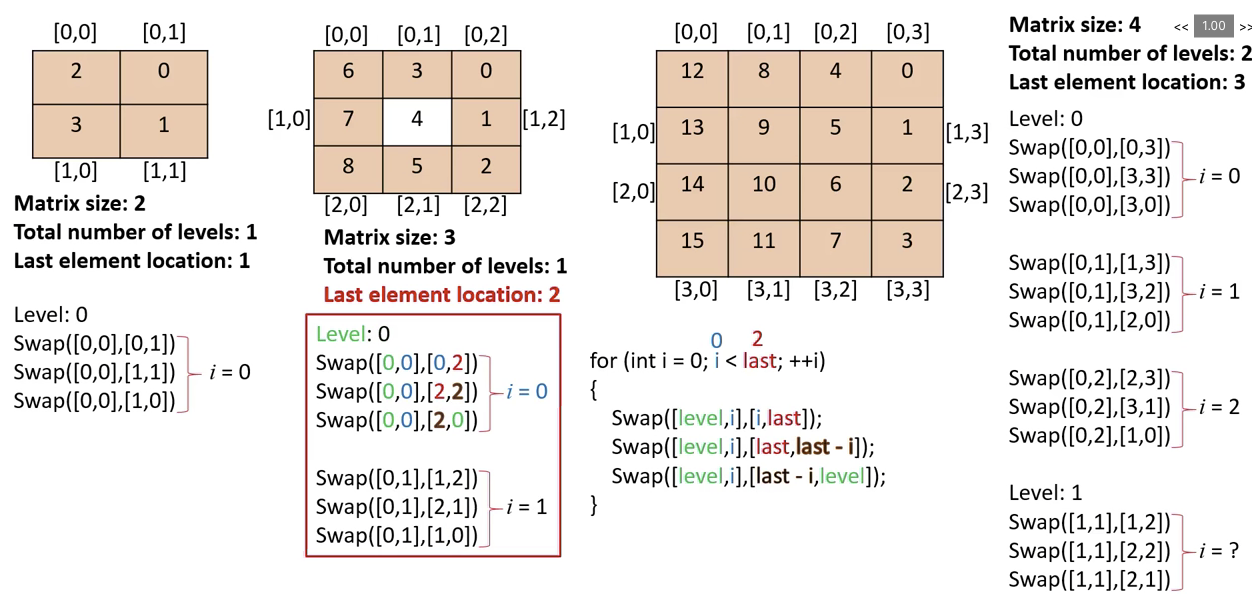 [0,0] [0,1]
2 0
3 1
[1,0] [1,1]
Matrix size: 2
Total number of levels: 1
Last element location: 1
Level: 0
Swap([0,0],[0,1])
Swap([0,0],[1,1]) i = 0
Swap([0,0],[1,0])
[0,0] [0,1] [0,2]
6 3 0
[1,0] 7 4 1 [1,2]
8 5 2
[2,0] [2,1] [2,2]
Matrix size: 3
Total number of levels: 1
Last element location: 2
Level: 0
Swap([0,0],[0,2])
Swap([0,0],[2,2]) i = 0
Swap([0,0],[2,0])
Swap([0,1],[1,2])
Swap([0,1],[2,1]) i = 1
Swap([0,1],[1,0])
[0,0] [0,1] [0,2] [0,3]
12 8 4 0
[1,0] 13 9 5 1 [1,3]
[2,0] 14 10 6 2 [2,3]
15 11 7 3
[3,0] [3,1] [3,2] [3,3]
0 2
for (int i = 0; i < last; ++i)
{
Swap([level,i],[i,last]);
Swap([level,i],[last,last - i]);
Swap([level,i],[last - i,level]);
}
Matrix size: 4 << 1.00 >>
Total number of levels: 2
Last element location: 3
Level: 0
Swap([0,0],[0,3])
Swap([0,0],[3,3]) i = 0
Swap([0,0],[3,0])
Swap([0,1],[1,3])
Swap([0,1],[3,2]) i = 1
Swap([0,1],[2,0])
Swap([0,2],[2,3])
Swap([0,2],[3,1]) i = 2
Swap([0,2],[1,0])
Level: 1
Swap([1,1],[1,2])
Swap([1,1],[2,2]) i = ?
Swap([1,1],[2,1])